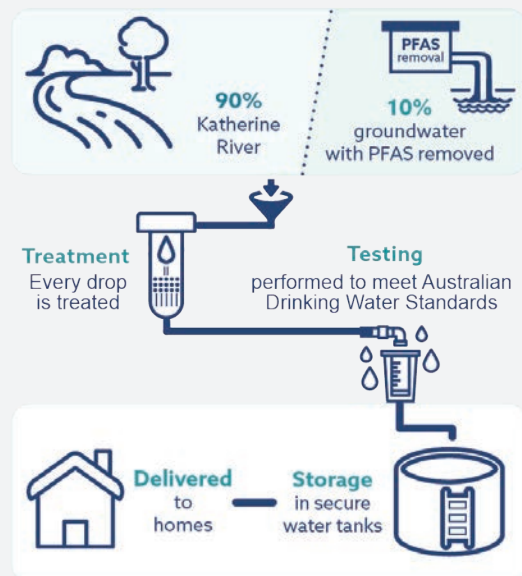 PFAS
removal
90%
Katherine
River
10%
groundwater
with PFAS removed
Treatment
Every drop
is treated
Testing
performed to meet Australian
Drinking Water Standards
Delivered
to
homes
Storage
in secure
water tanks